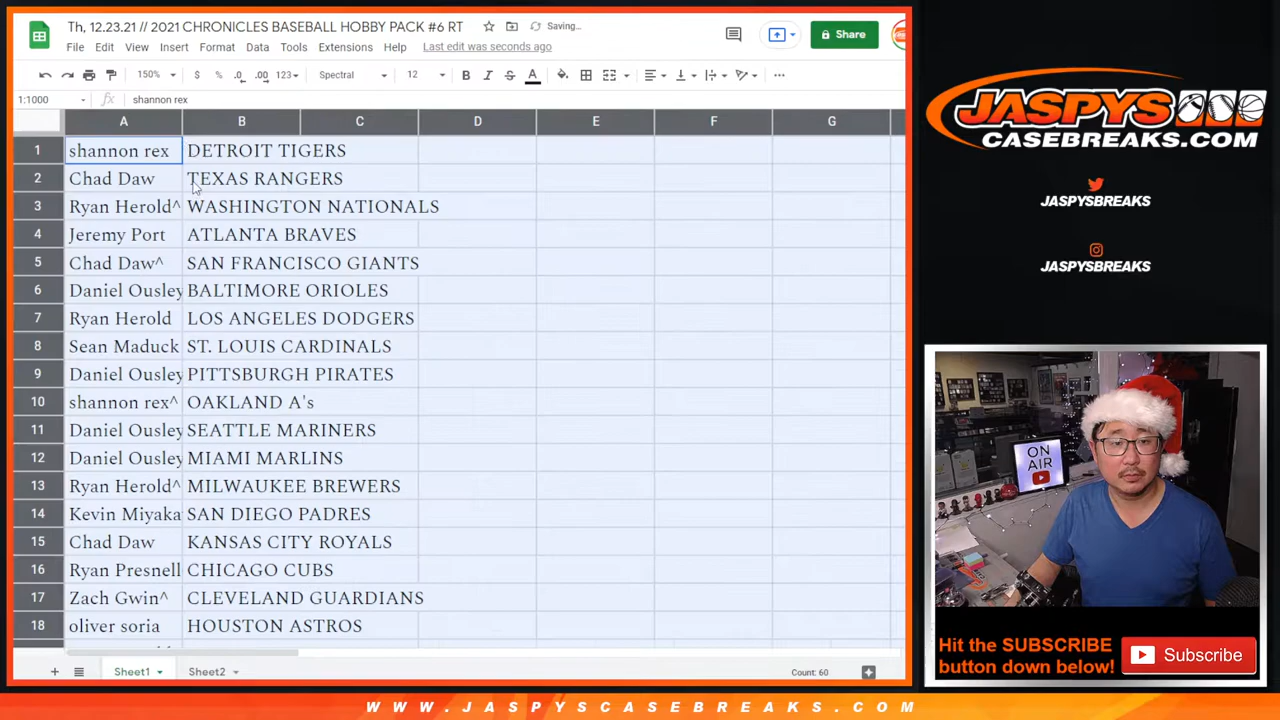 Th, 12.23.21 // 2021 CHRONICLES BASEBALL HOBBY PACK #6 RT
Saving...
File Edit View Insert Format Data Tools Extensions Help Last edit was seconds ago
Share
150% $ % .0 .00 123 Spectral 12 B I S A
1:1000 fx shannon rex
A B C D E F G
1 shannon rex DETROIT TIGERS
2 Chad Daw TEXAS RANGERS
3 Ryan Herold^ WASHINGTON NATIONALS
4 Jeremy Port ATLANTA BRAVES
5 Chad Daw^ SAN FRANCISCO GIANTS
6 Daniel Ousley BALTIMORE ORIOLES
7 Ryan Herold LOS ANGELES DODGERS
8 Sean Maduck ST. LOUIS CARDINALS
9 Daniel Ousley PITTSBURGH PIRATES
10 shannon rex^ OAKLAND A's
11 Daniel Ousley SEATTLE MARINERS
12 Daniel Ousley MIAMI MARLINS
13 Ryan Herold^ MILWAUKEE BREWERS
14 Kevin Miyaka SAN DIEGO PADRES
15 Chad Daw KANSAS CITY ROYALS
16 Ryan Presnell CHICAGO CUBS
17 Zach Gwin^ CLEVELAND GUARDIANS
18 oliver soria HOUSTON ASTROS
+ Sheet1 Sheet2 Count: 60
JASPYS
CASEBREAKS.COM
JASPYSBREAKS
JASPYSBREAKS
ON
AIR
Hit the SUBSCRIBE
button down below!
Subscribe
WWW.JASPYSCASEBREAKS.COM